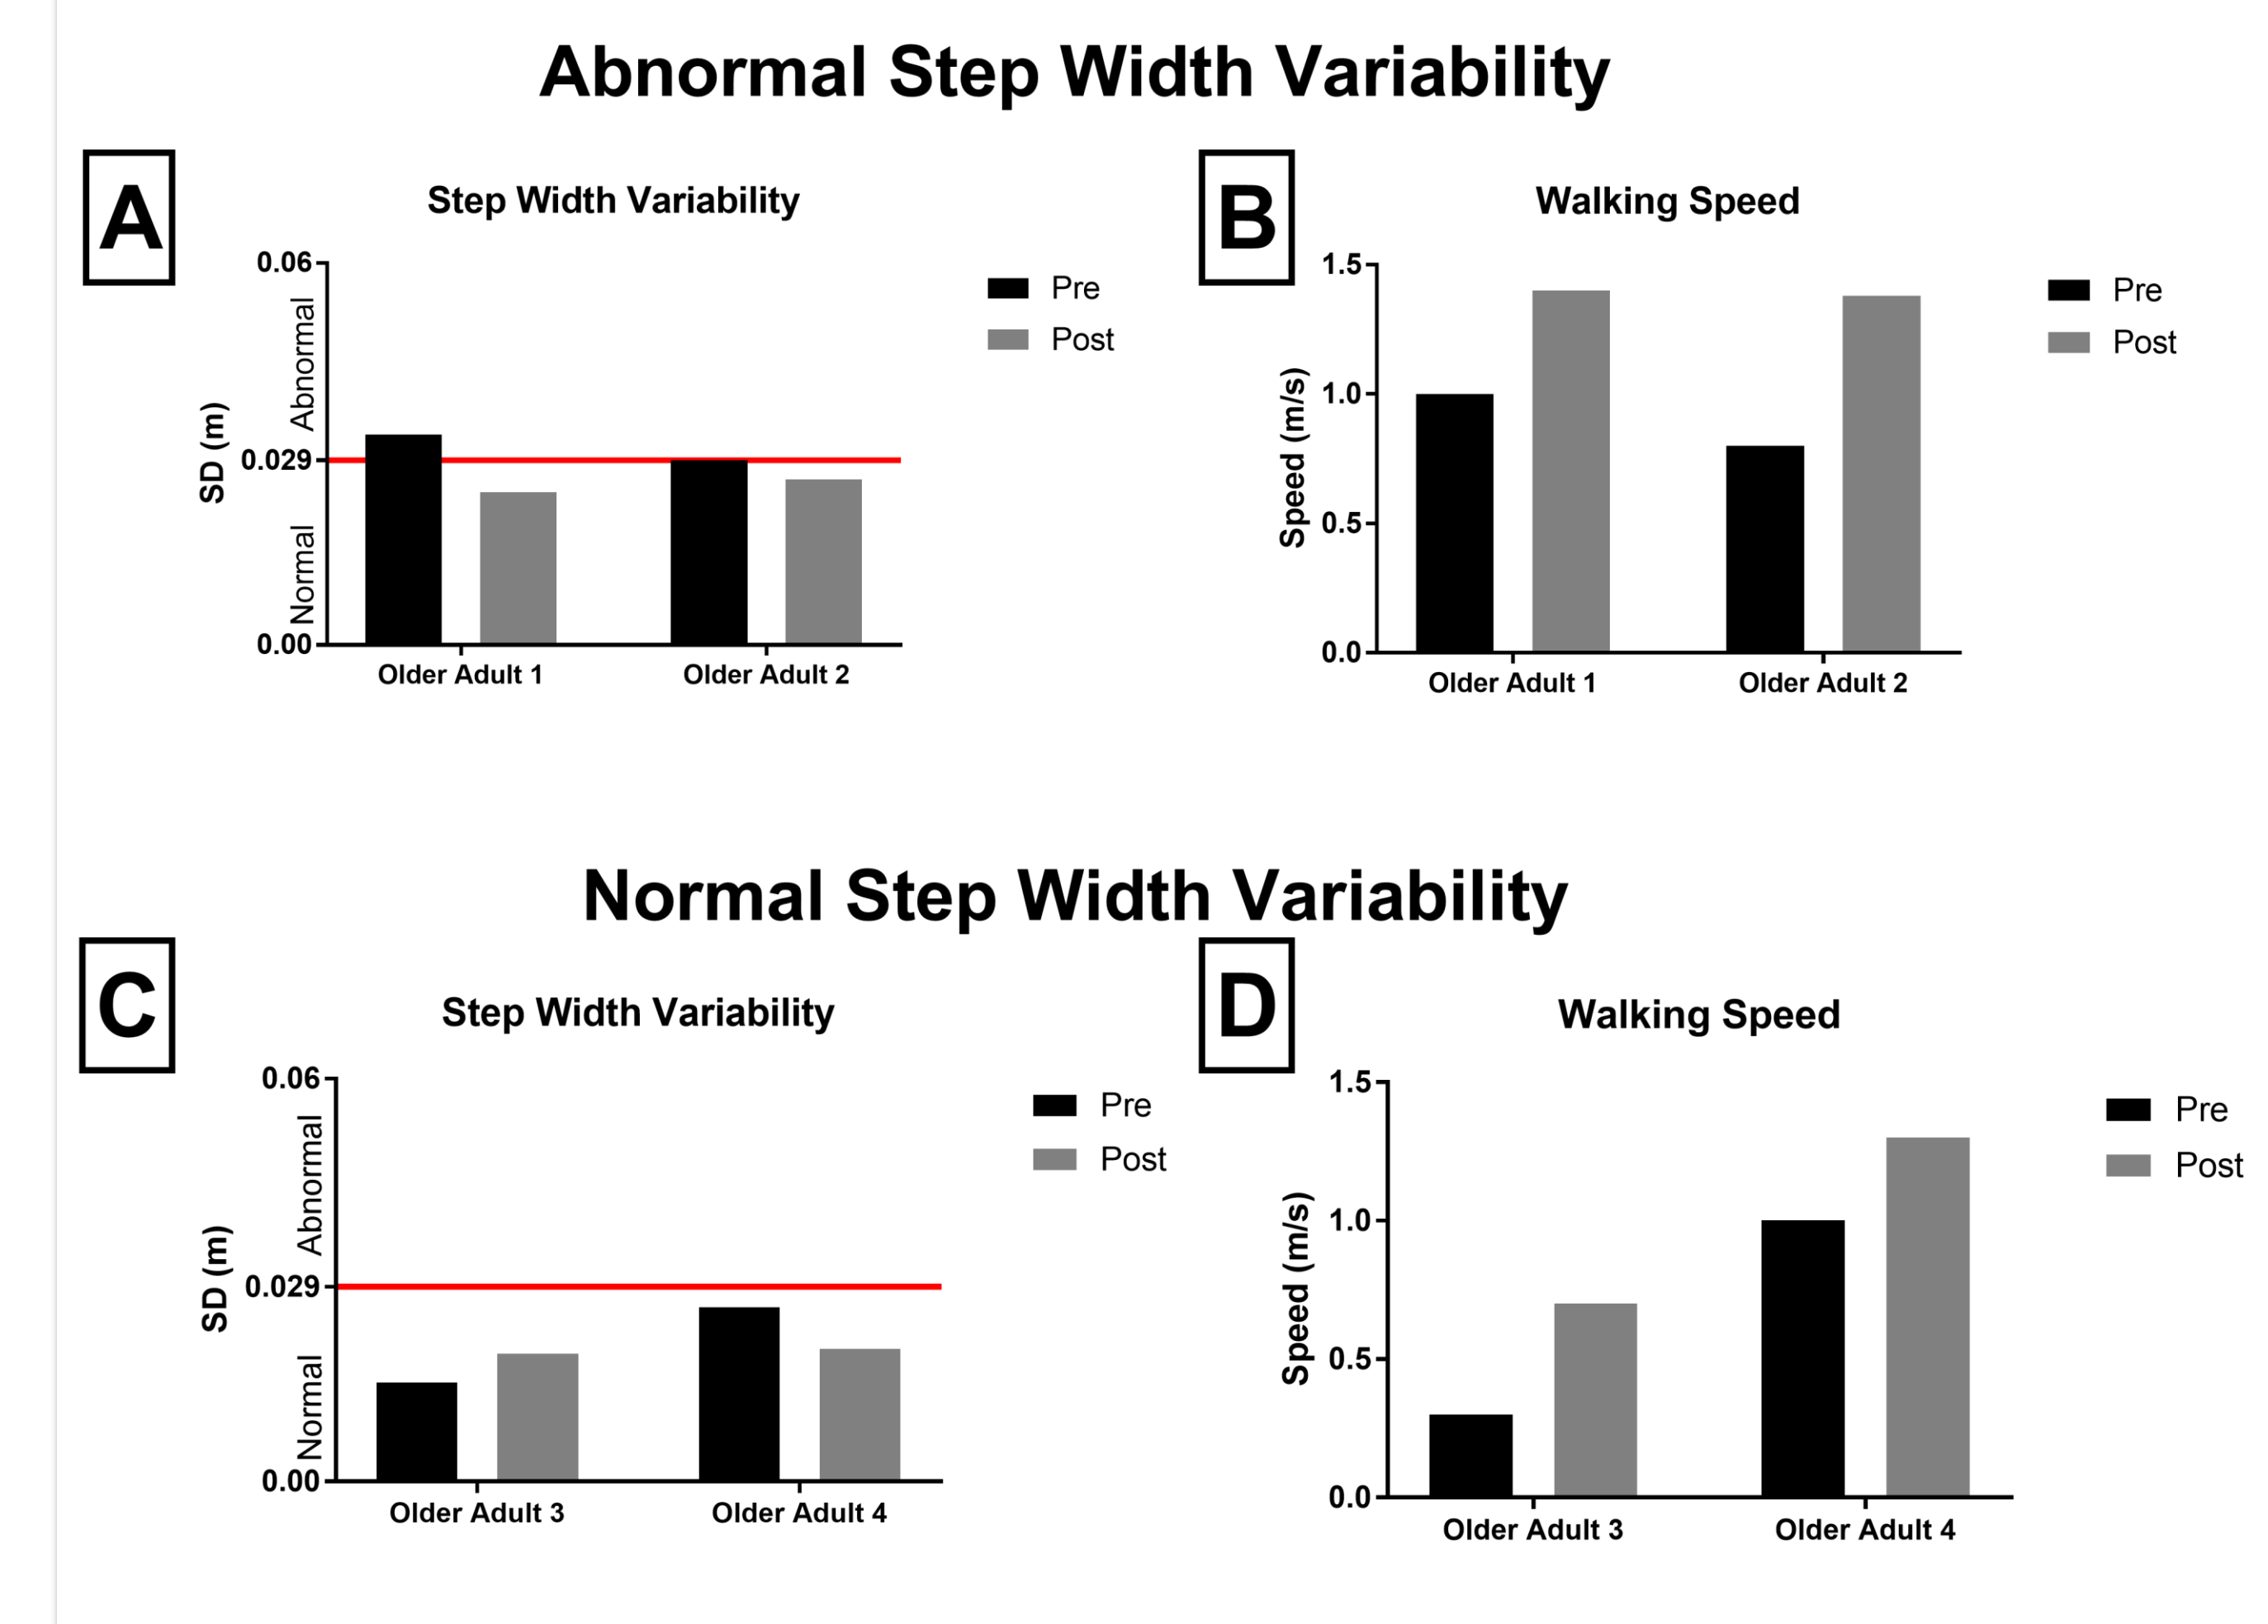 Abnormal Step Width Variability
A
Step Width Variability
0.06
0.029
0.00
SD (m)
Abnormal
Normal
Older Adult 1
Older Adult 2
Pre
Post
B
Walking Speed
1.5
1.0
0.5
0.0
Speed (m/s)
Older Adult 1
Older Adult 2
Pre
Post
Normal Step Width Variability
C
Step Width Variability
0.06
0.029
0.00
SD (m)
Abnormal
Normal
Older Adult 3
Older Adult 4
Pre
Post
D
Walking Speed
1.5
1.0
0.5
0.0
Speed (m/s)
Older Adult 3
Older Adult 4
Pre
Post